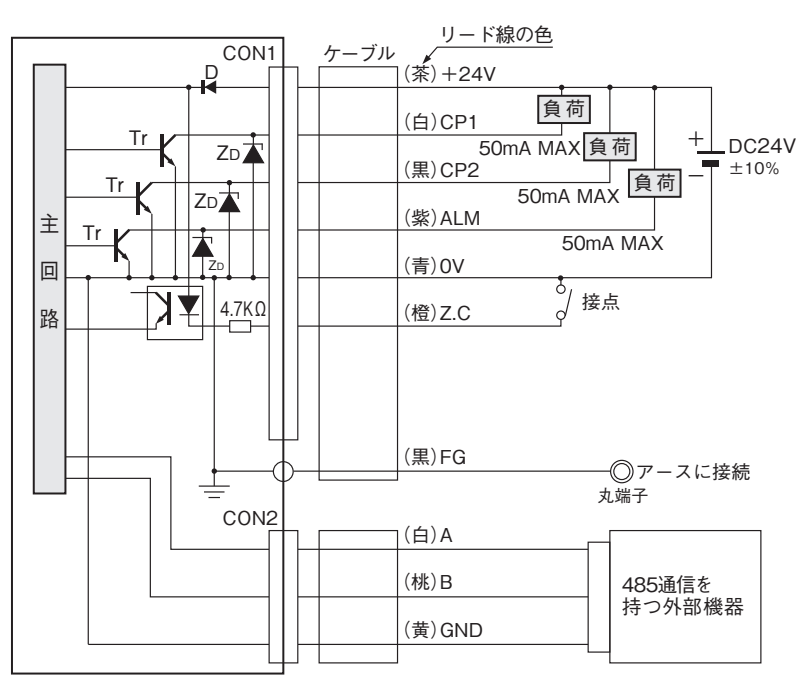 リード線の色
CON1
ケーブル
D
(茶)+24V
負荷
(白)CP1
Tr
ZD
50mA MAX
負荷
+
DC24V
±10%
−
(黒)CP2
Tr
ZD
50mA MAX
負荷
(紫)ALM
Tr
ZD
50mA MAX
主回路
(青)0V
接点
4.7KΩ
(橙)Z.C
(黒)FG
アースに接続
丸端子
CON2
(白)A
(桃)B
485通信を
持つ外部機器
(黄)GND